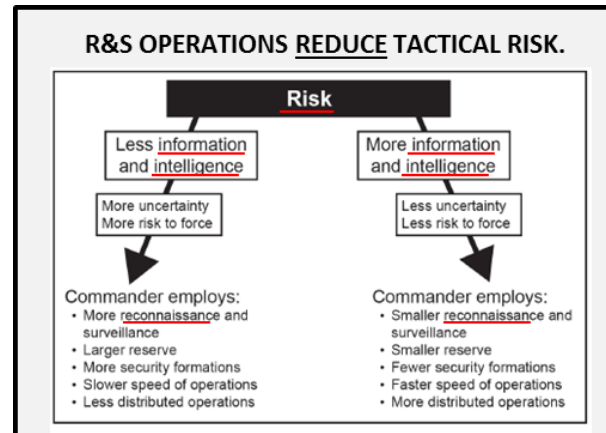 R&S OPERATIONS REDUCE TACTICAL RISK.
Risk
Less information
and intelligence
More information
and intelligence
More uncertainty
More risk to force
Less uncertainty
Less risk to force
Commander employs:
• More reconnaissance and
surveillance
• Larger reserve
• More security formations
• Slower speed of operations
• Less distributed operations
Commander employs:
• Smaller reconnaissance and
surveillance
• Smaller reserve
• Fewer security formations
• Faster speed of operations
• More distributed operations